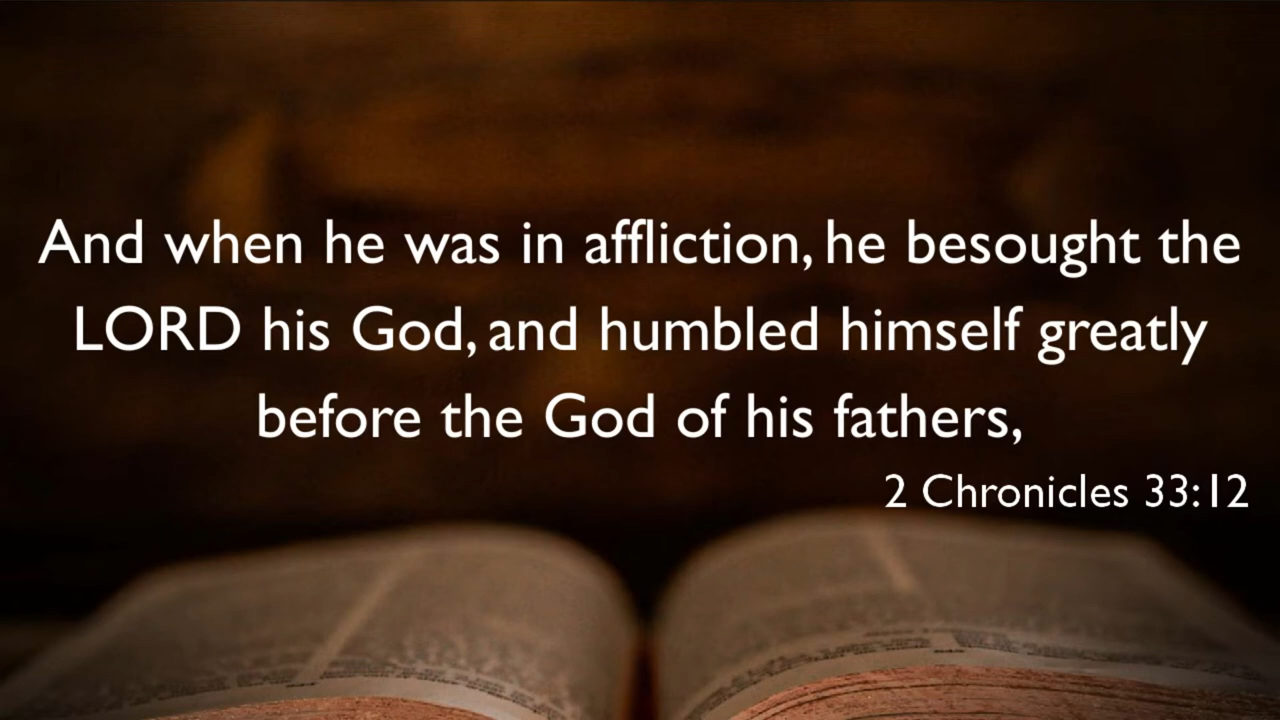 And when he was in affliction, he besought the
LORD his God, and humbled himself greatly
before the God of his fathers,
2 Chronicles 33:12